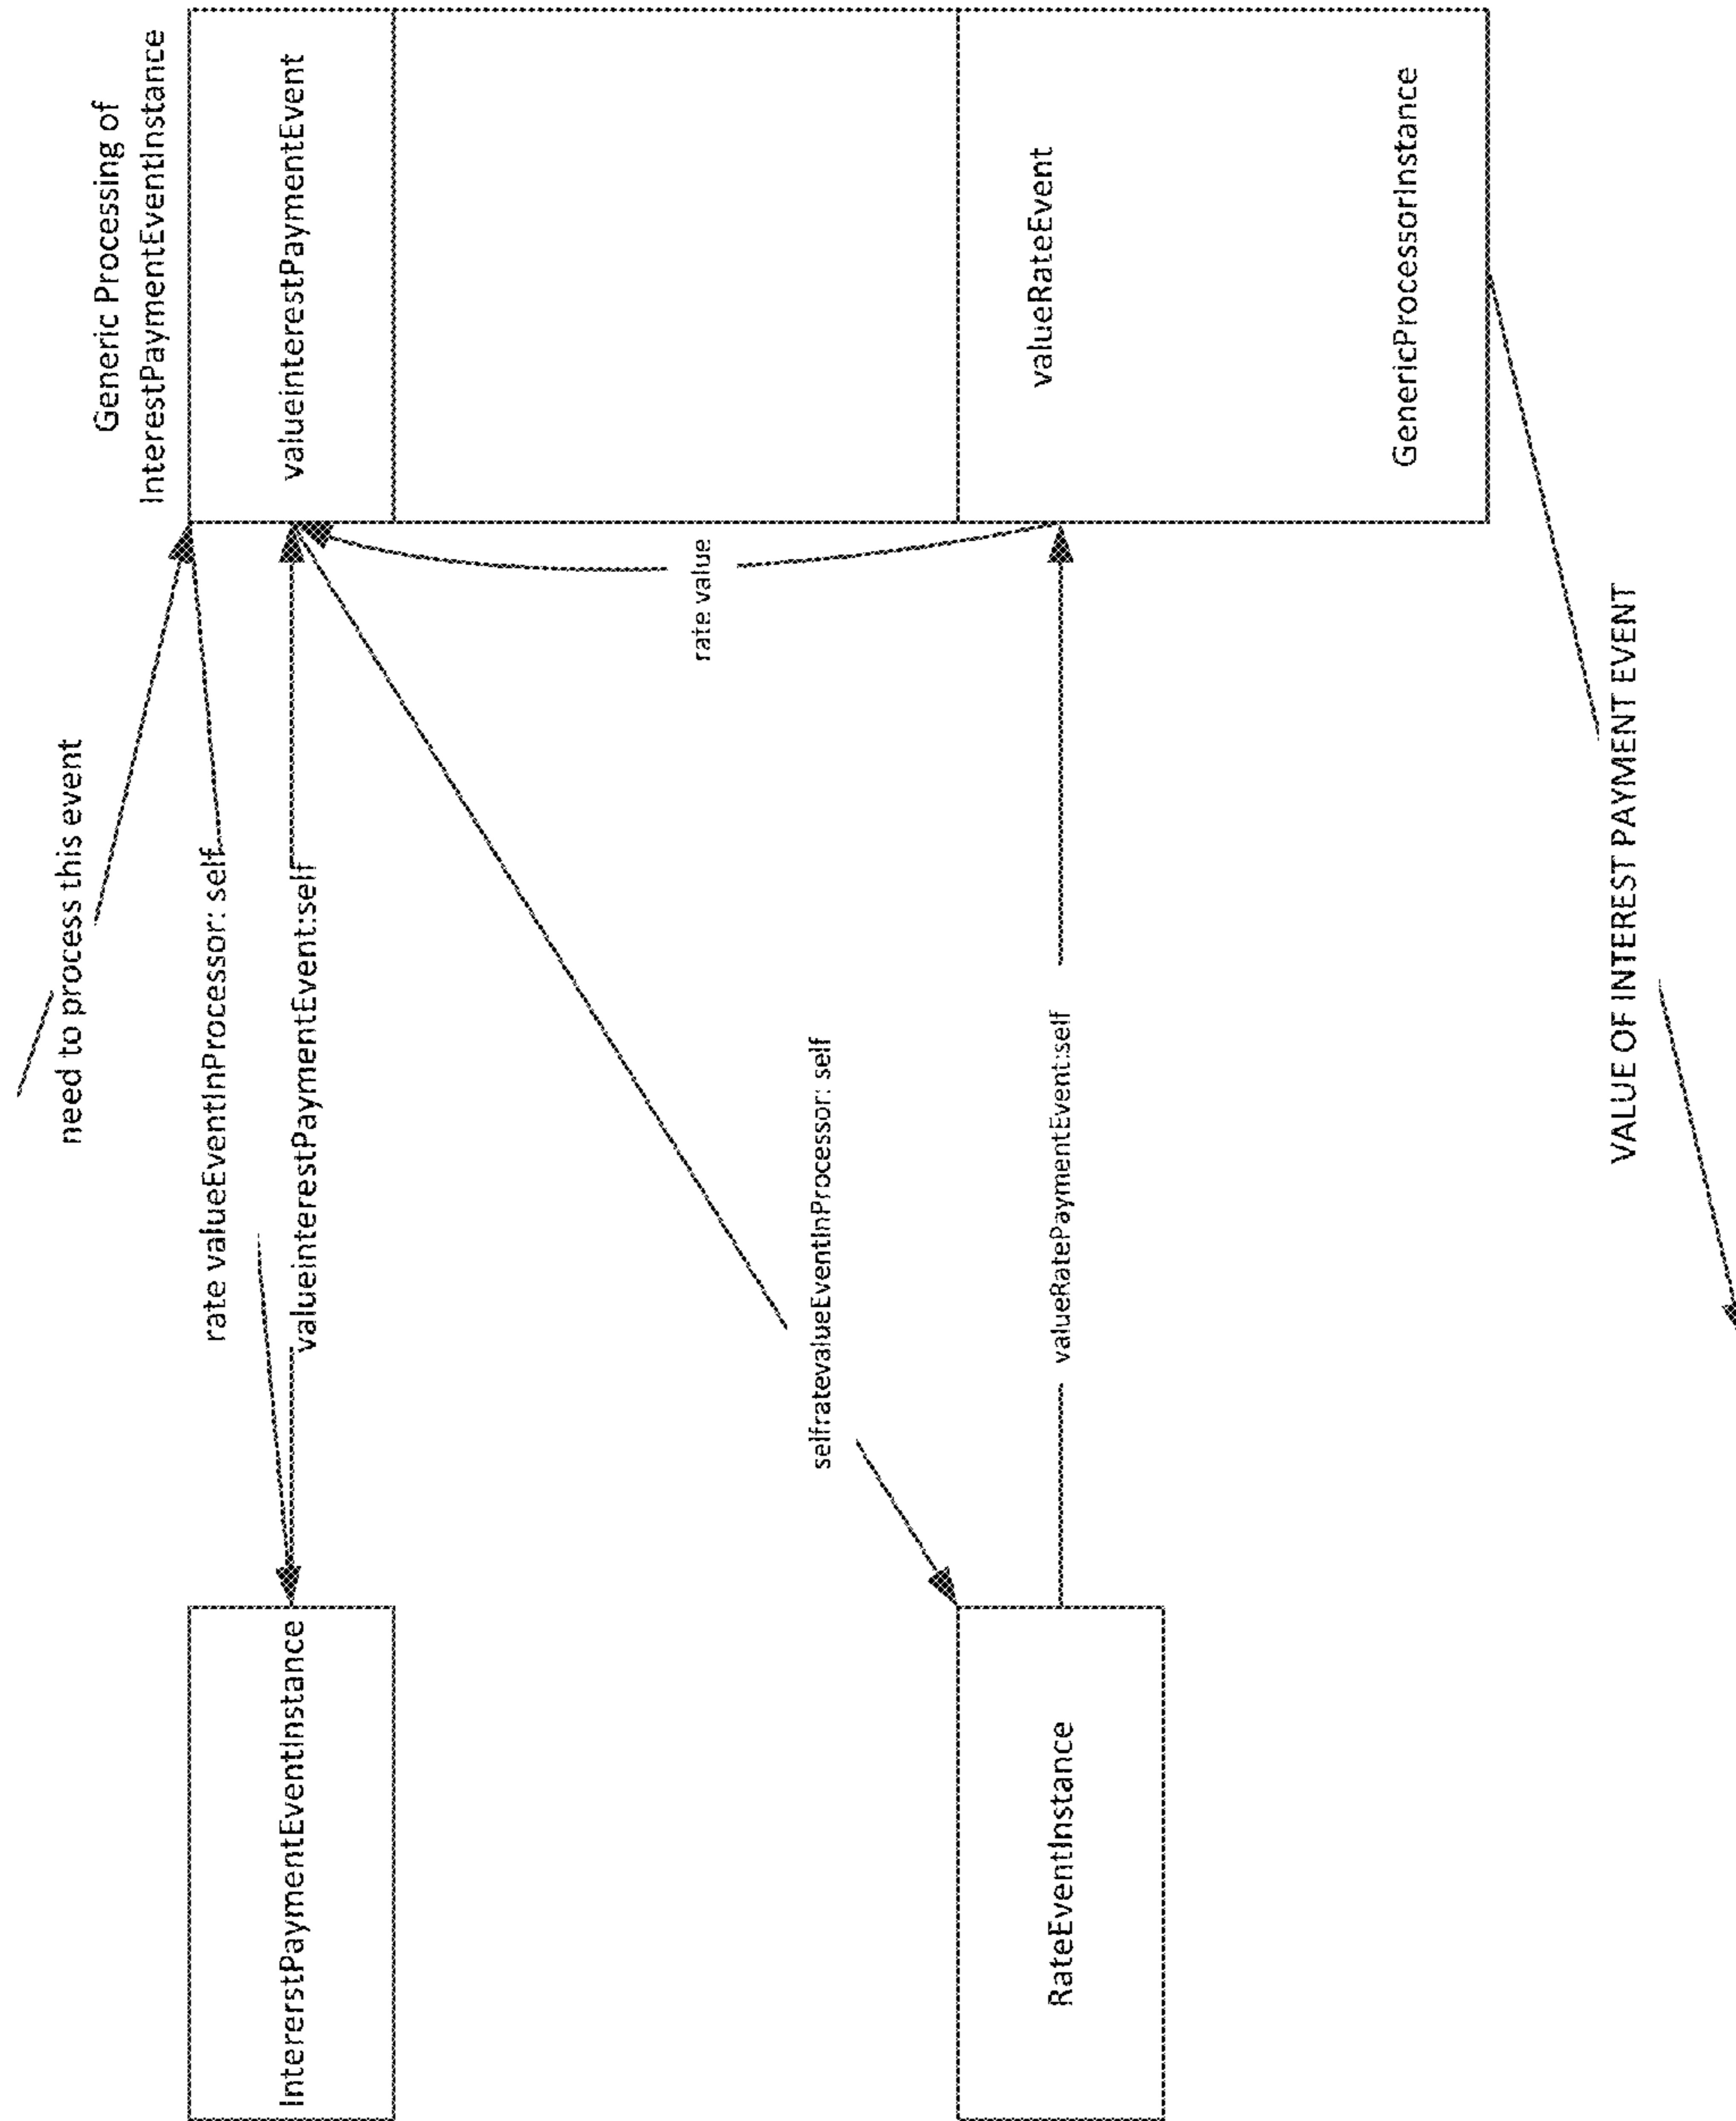 Generic Processing of
InterestPaymentEventInstance
need to process this event
rate valueEventInProcessor: self
valueinterestPaymentEvent:self
IntererstPaymentEventInstance
valueinterestPaymentEvent
rate value
selfratevalueEventInProcessor: self
RateEventInstance
valueRatePaymentEvent:self
valueRateEvent
GenericProcessorInstance
VALUE OF INTEREST PAYMENT EVENT